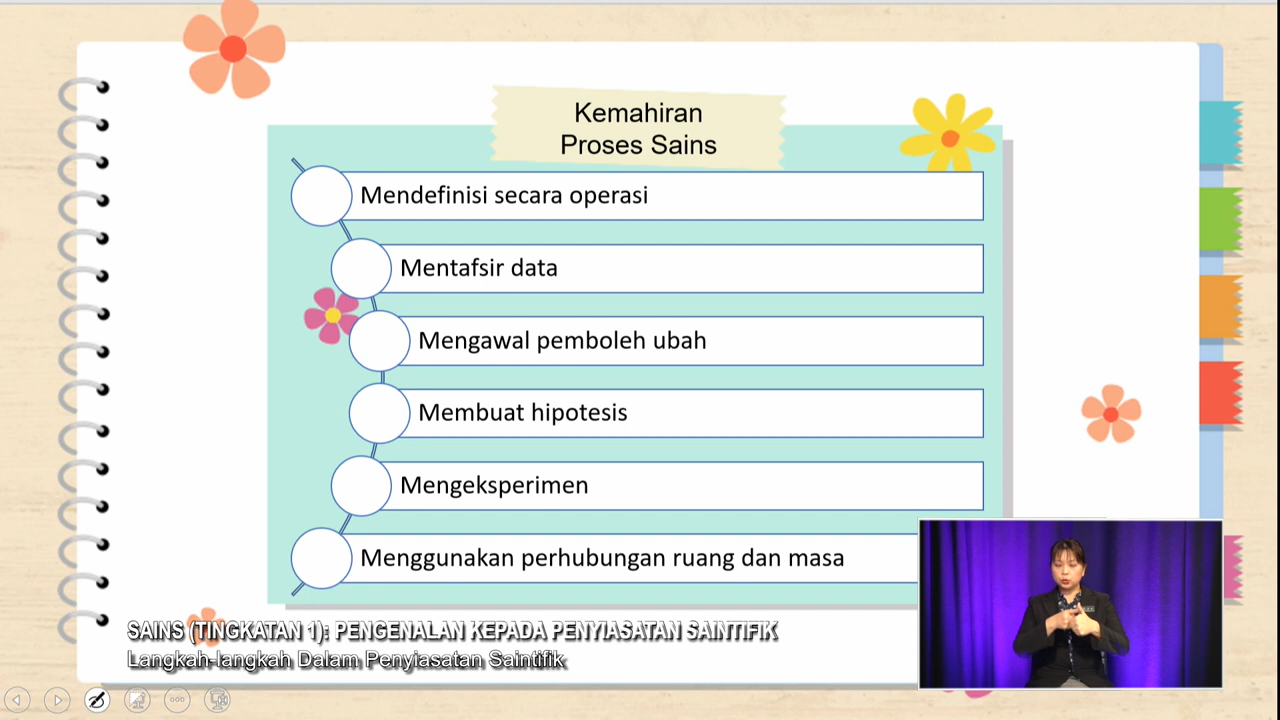 Kemahiran
Proses Sains
Mendefinisi secara operasi
Mentafsir data
Mengawal pemboleh ubah
Membuat hipotesis
Mengeksperimen
Menggunakan perhubungan ruang dan masa
SAINS (TINGKATAN 1): PENGENALAN KEPADA PENYIASATAN SAINTIFIK
Langkah-langkah Dalam Penyiasatan Saintifik